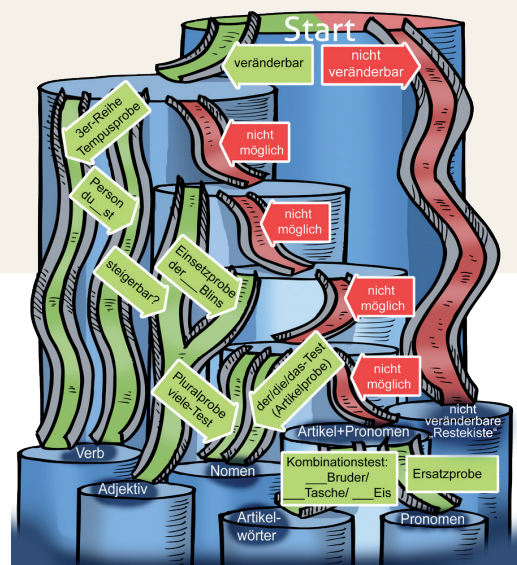 Start
veränderbar
nicht
veränderbar
3er-Reihe
Tempusprobe
nicht
möglich
Person
du__st
nicht
möglich
steigerbar?
Einsetzprobe
der___Blins
nicht
möglich
Pluralprobe
viele-Test
der/die/das-Test
(Artikelprobe)
nicht
möglich
Artikel+Pronomen
nicht
veränderbare
„Restekiste“
Verb
Adjektiv
Nomen
Kombinationstest:
___Bruder/
___Tasche/ ___Eis
Ersatzprobe
Artikel-
wörter
Pronomen